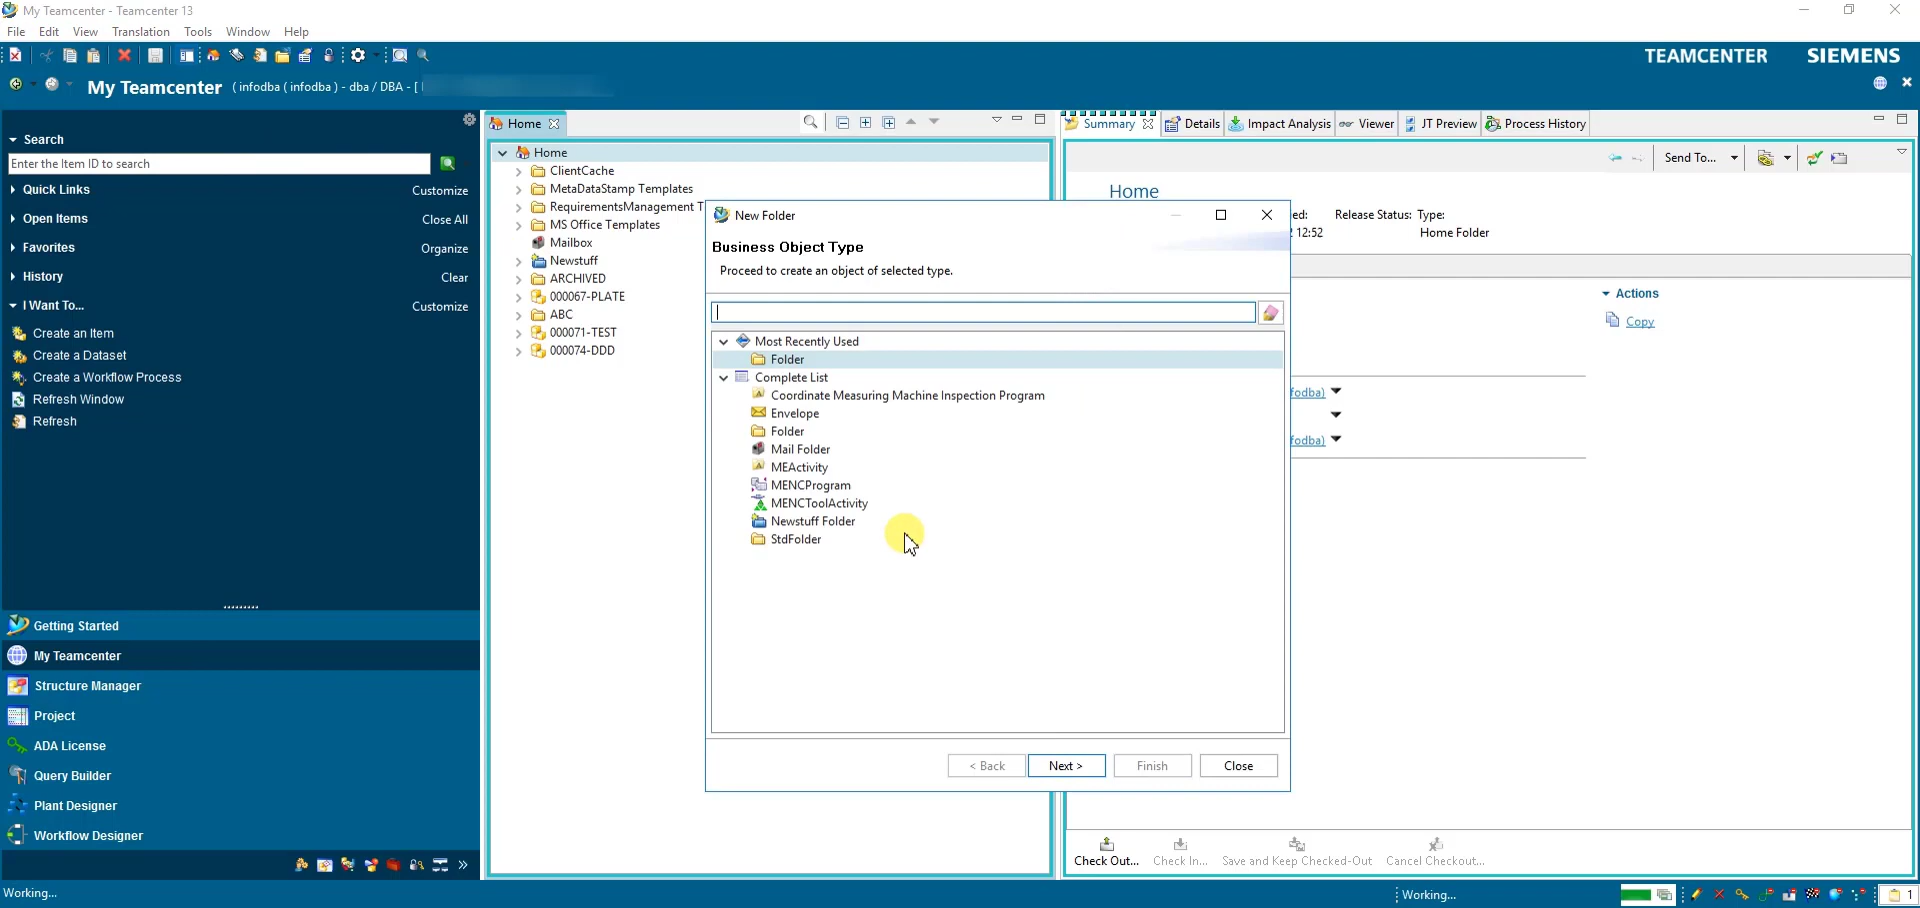 My Teamcenter - Teamcenter 13
File Edit View Translation Tools Window Help
TEAMCENTER SIEMENS
My Teamcenter ( infodba ( infodba ) - dba / DBA - [
Search
Enter the Item ID to search
Quick Links Customize
Open Items Close All
Favorites Organize
History Clear
I Want To... Customize
Create an Item
Create a Dataset
Create a Workflow Process
Refresh Window
Refresh
Getting Started
My Teamcenter
Structure Manager
Project
ADA License
Query Builder
Plant Designer
Workflow Designer
Home
Home
ClientCache
MetaDataStamp Templates
RequirementsManagement T
MS Office Templates
Mailbox
Newstuff
ARCHIVED
000067-PLATE
ABC
000071-TEST
000074-DDD
New Folder
Business Object Type
Proceed to create an object of selected type.
Most Recently Used
Folder
Complete List
Coordinate Measuring Machine Inspection Program
Envelope
Folder
Mail Folder
MEActivity
MENCProgram
MENCToolActivity
Newstuff Folder
StdFolder
< Back Next > Finish Close
Summary Details Impact Analysis Viewer JT Preview Process History
Send To...
Home
ed: Release Status: Type:
12:52 Home Folder
Actions
Copy
fodba)
fodba)
Check Out... Check In... Save and Keep Checked-Out Cancel Checkout...
Working... Working... 1